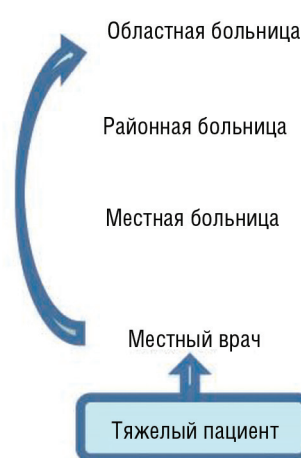 Областная больница
Районная больница
Местная больница
Местный врач
Тяжелый пациент